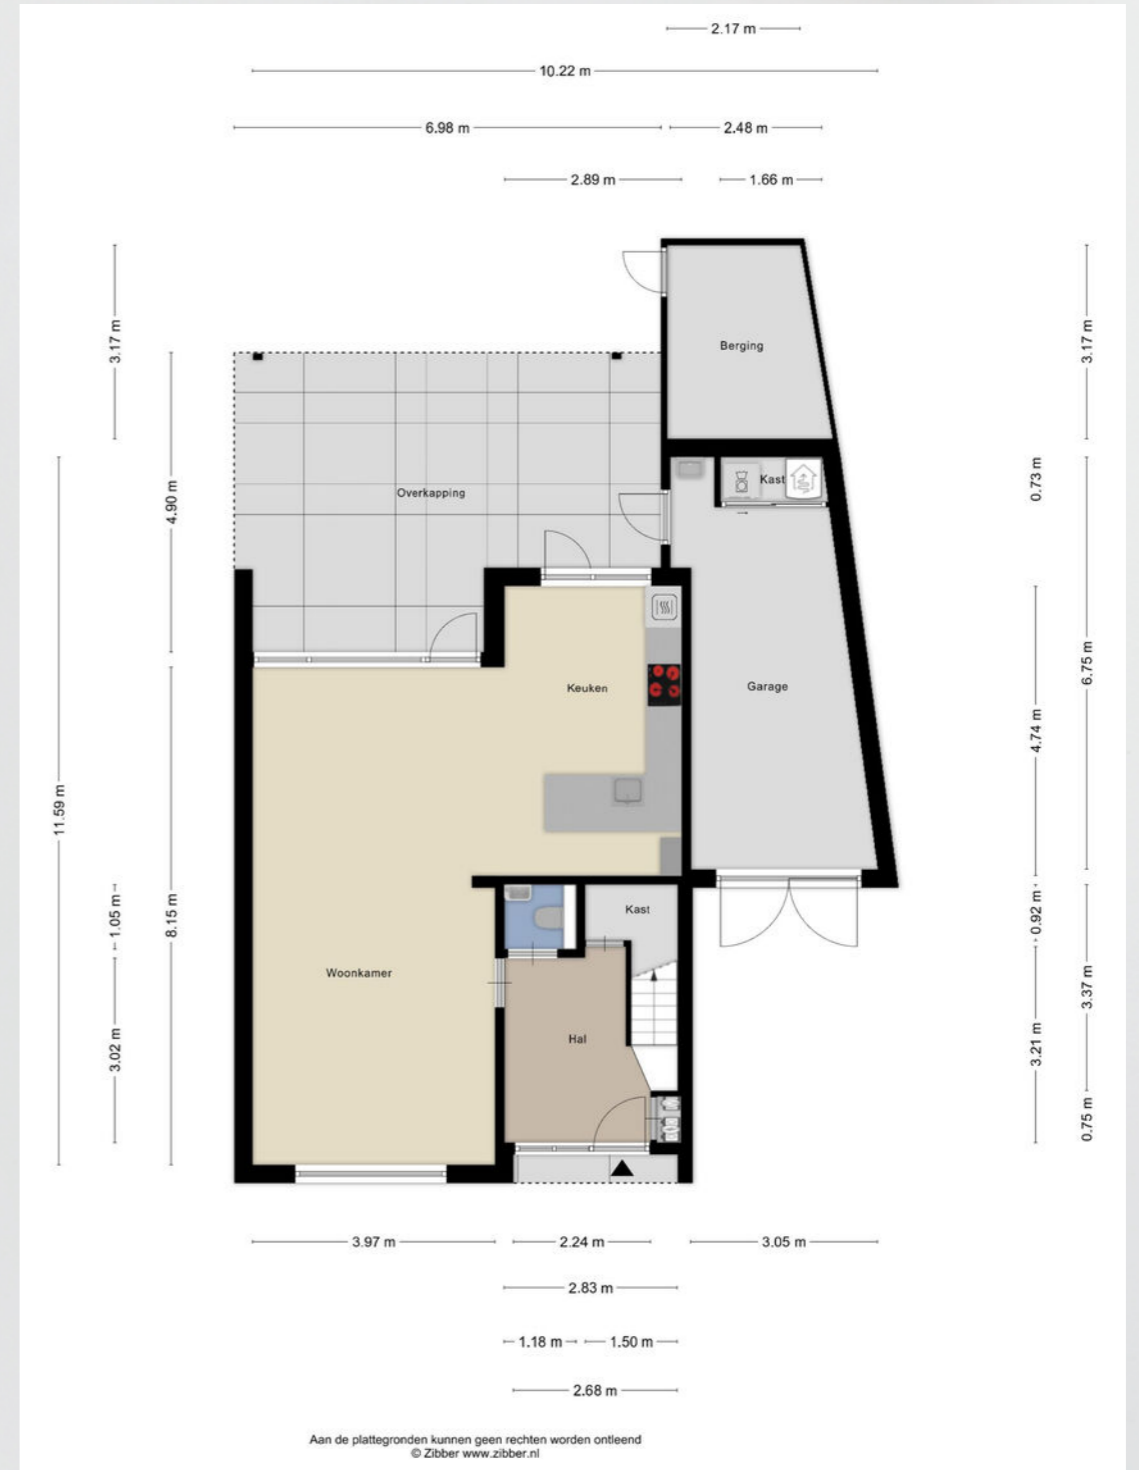 2.17 m
10.22 m
6.98 m
2.48 m
2.89 m
1.66 m
3.17 m
Berging
3.17 m
4.90 m
Overkapping
Kast
0.73 m
Keuken
Garage
6.75 m
4.74 m
11.59 m
1.05 m
8.15 m
Kast
0.92 m
Woonkamer
3.37 m
Hal
3.02 m
3.21 m
0.75 m
3.97 m
2.24 m
3.05 m
2.83 m
1.18 m
1.50 m
2.68 m
Aan de plattegronden kunnen geen rechten worden ontleend
© Zibber www.zibber.nl